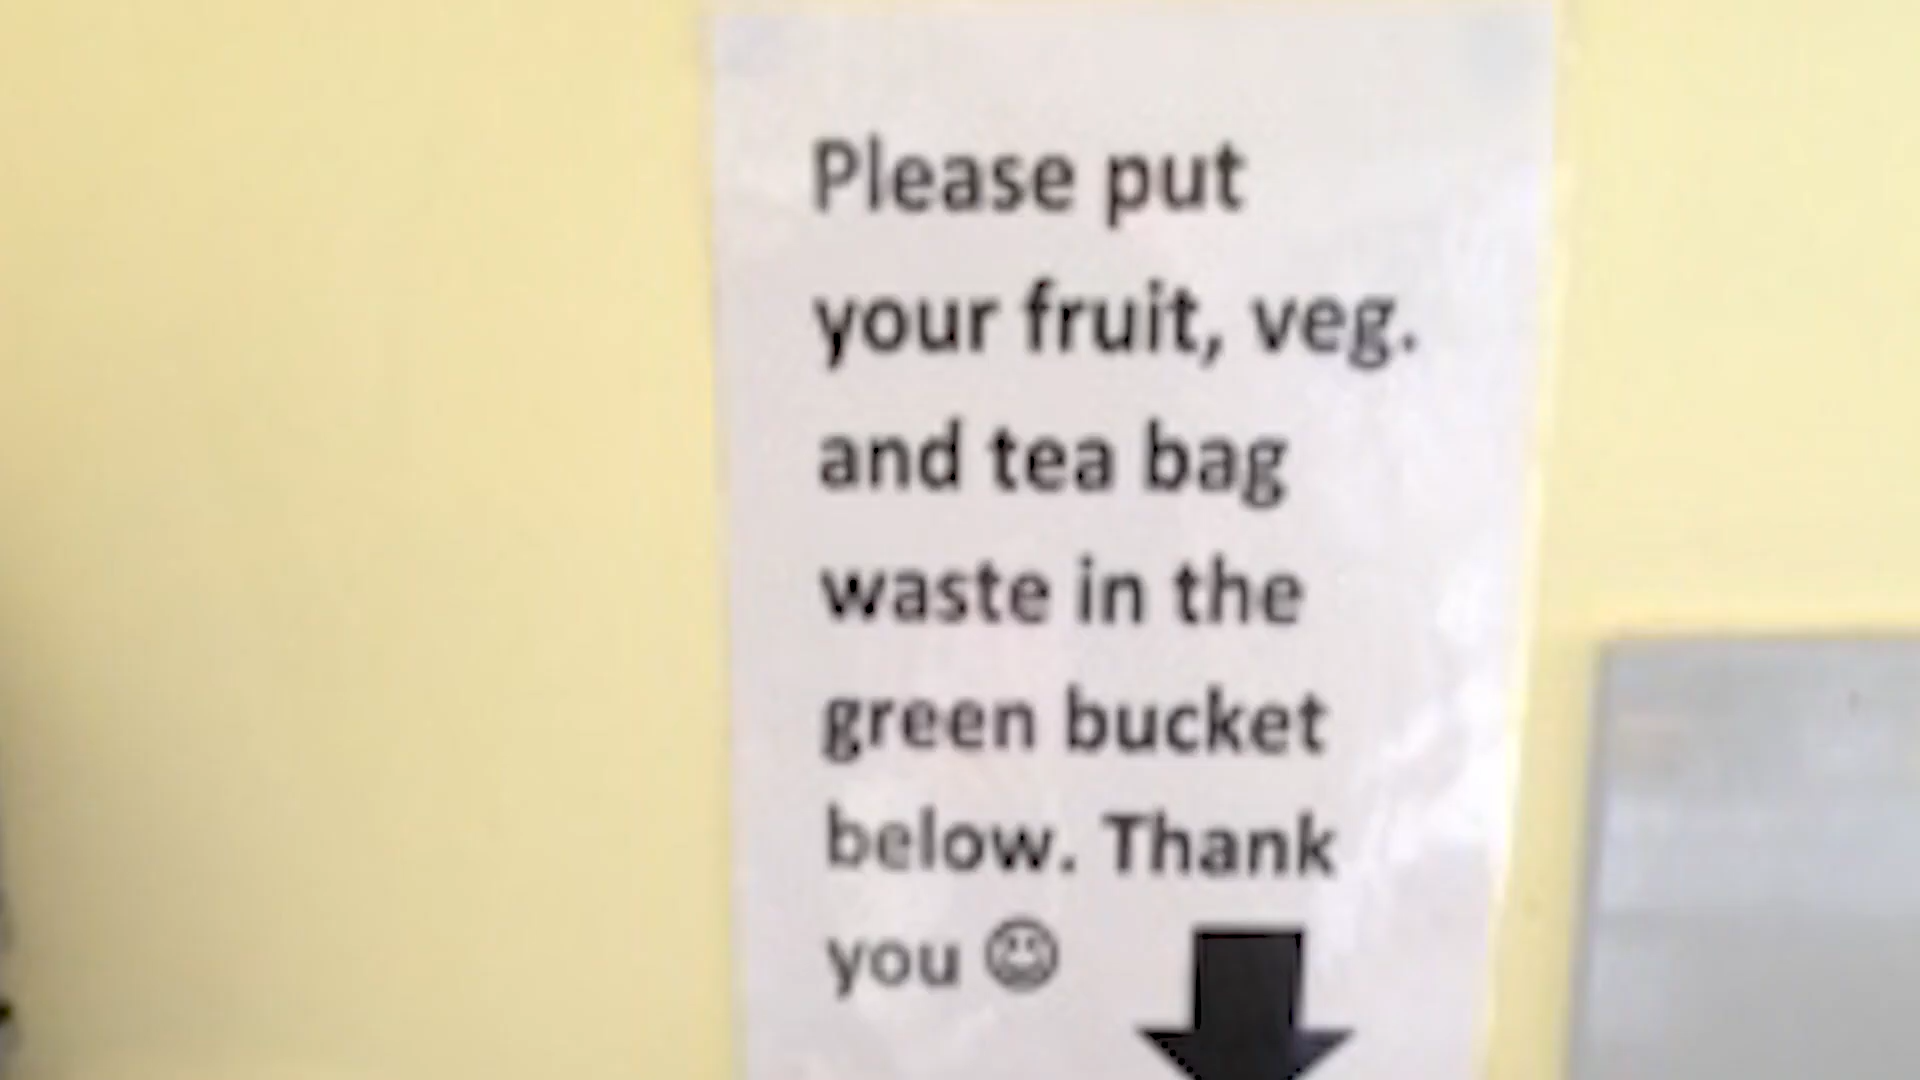 Please put
your fruit, veg.
and tea bag
waste in the
green bucket
below. Thank
you ☺